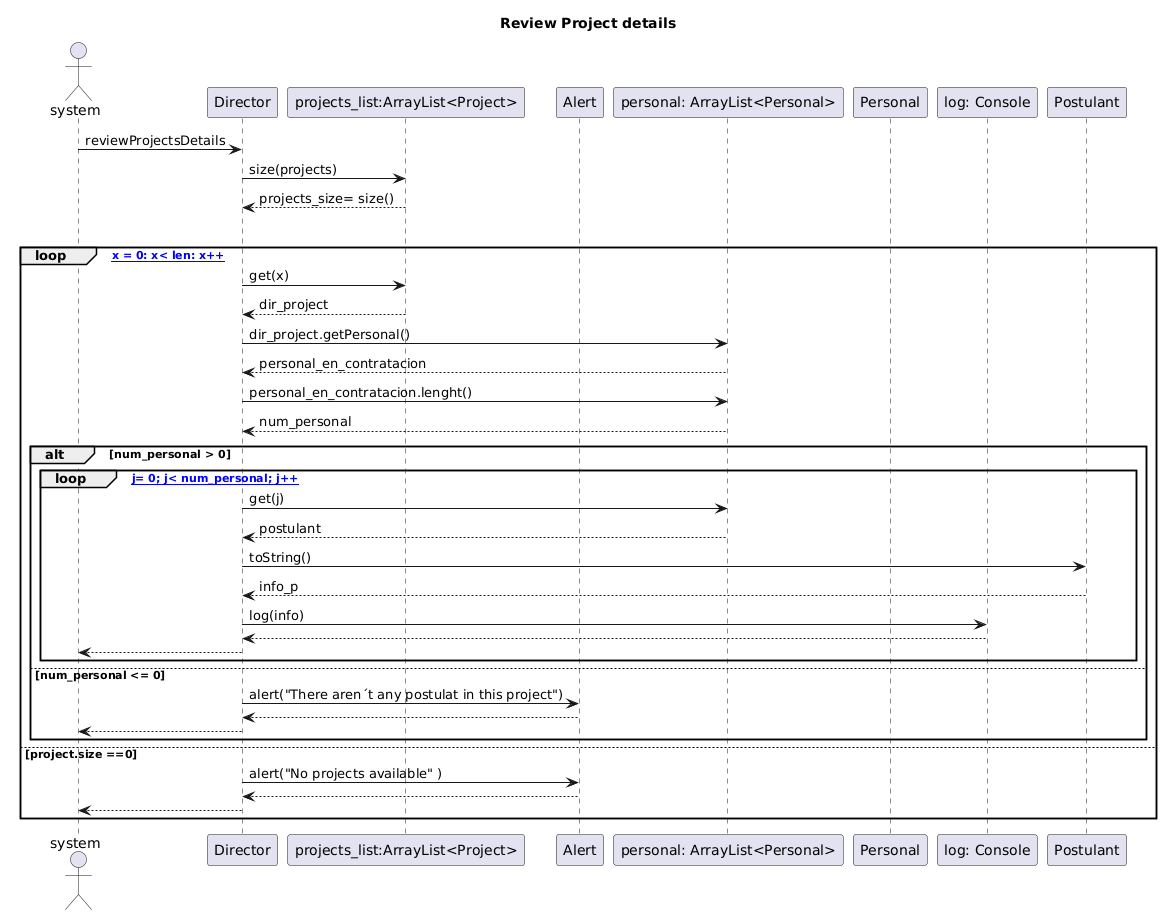 Review Project details
system
Director
projects_list:ArrayList<Project>
Alert
personal: ArrayList<Personal>
Personal
log: Console
Postulant
reviewProjectsDetails
size(projects)
projects_size= size()
loop
x = 0: x< len: x++
get(x)
dir_project
dir_project.getPersonal()
personal_en_contratacion
personal_en_contratacion.lenght()
num_personal
alt
[num_personal > 0]
loop
j= 0; j< num_personal; j++
get(j)
postulant
toString()
info_p
log(info)
[num_personal <= 0]
alert("There aren´t any postulat in this project")
[project.size ==0]
alert("No projects available" )
system
Director
projects_list:ArrayList<Project>
Alert
personal: ArrayList<Personal>
Personal
log: Console
Postulant